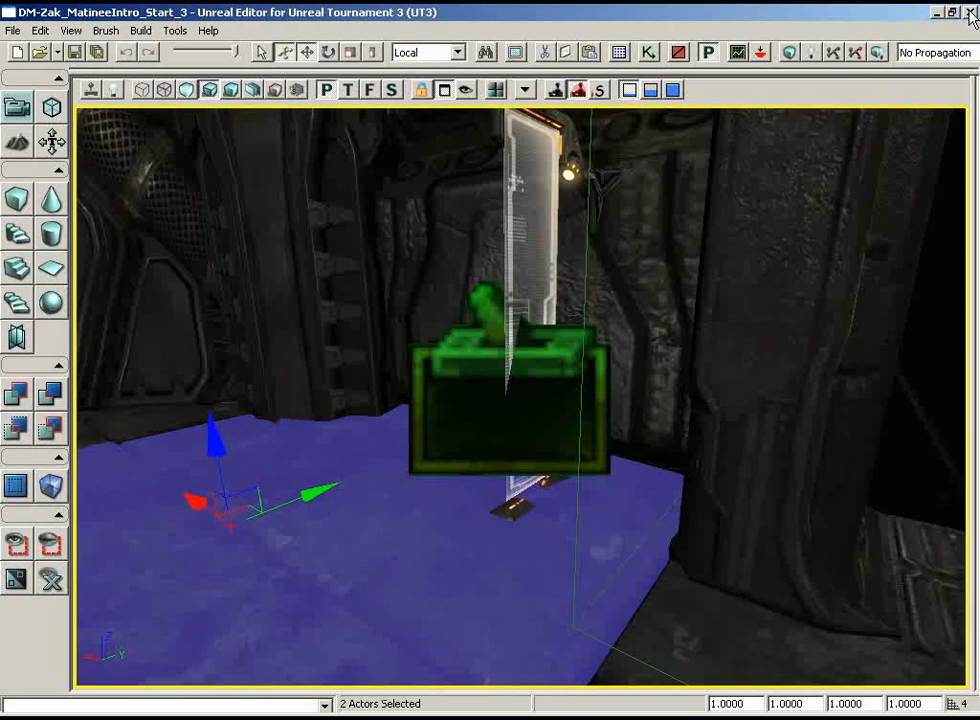 DM-Zak_MatineeIntro_Start_3 - Unreal Editor for Unreal Tournament 3 (UT3)
File Edit View Brush Build Tools Help
Local
K
P
No Propagation
P T F S
S
Z
Y
2 Actors Selected
1.0000 1.0000 1.0000 1.0000 4